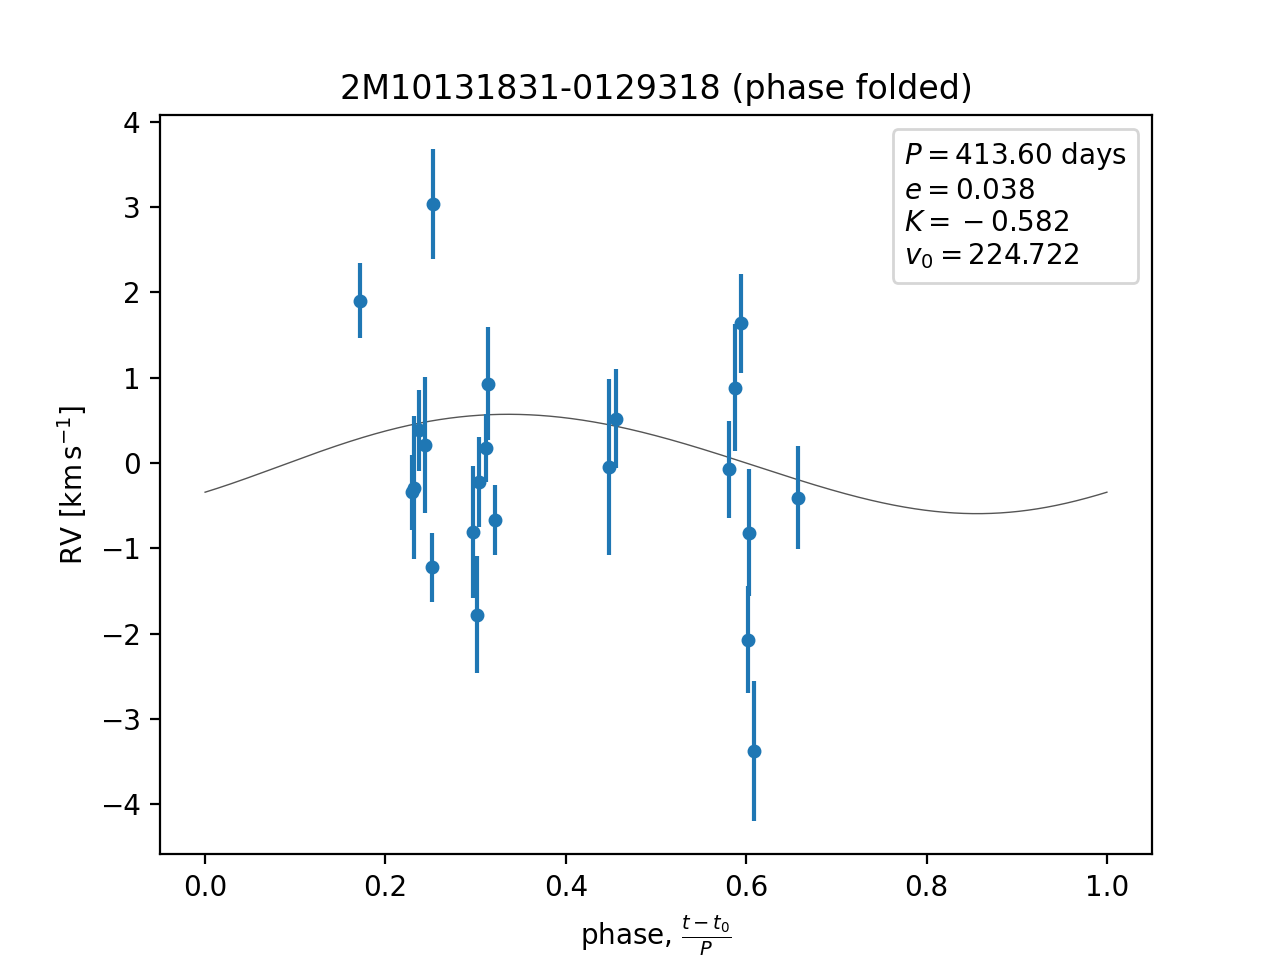 2M10131831-0129318 (phase folded)
P = 413.60 days
e = 0.038
K = −0.582
v₀ = 224.722
4
3
2
1
0
−1
−2
−3
−4
RV [km s⁻¹]
0.0 0.2 0.4 0.6 0.8 1.0
phase, (t − t₀)/P